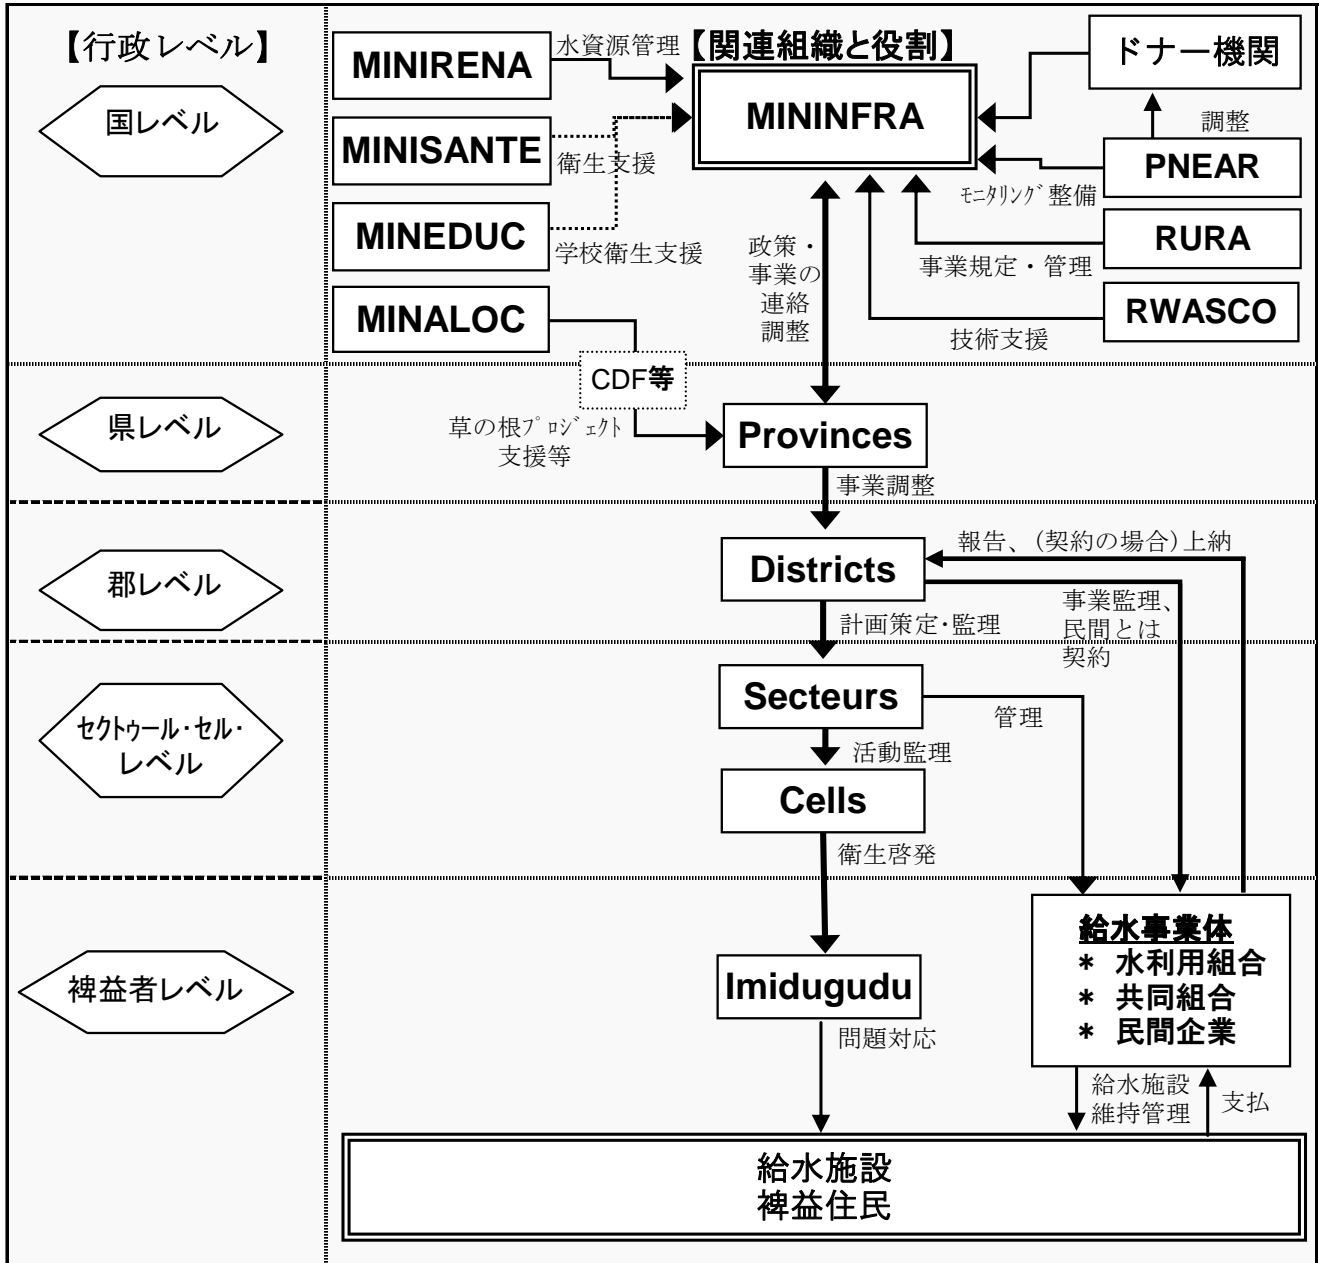 【行政レベル】
【関連組織と役割】
国レベル
MINIRENA
水資源管理
MININFRA
ドナー機関
調整
MINISANTE
衛生支援
PNEAR
ﾓﾆﾀﾘﾝｸﾞ整備
MINEDUC
学校衛生支援
RURA
事業規定・管理
MINALOC
RWASCO
技術支援
政策・
事業の
連絡
調整
CDF等
県レベル
草の根ﾌﾟﾛｼﾞｪｸﾄ
支援等
Provinces
事業調整
郡レベル
Districts
報告、(契約の場合)上納
事業監理、
民間とは
契約
計画策定･監理
セクトゥール・セル・
レベル
Secteurs
管理
活動監理
Cells
衛生啓発
裨益者レベル
Imidugudu
問題対応
給水事業体
* 水利用組合
* 共同組合
* 民間企業
給水施設
維持管理
支払
給水施設
裨益住民